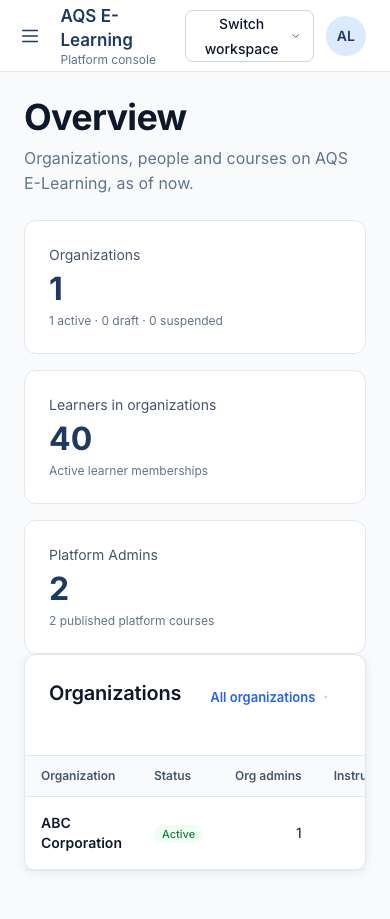 AQS E-
Learning
Platform console
Switch
workspace
AL
Overview
Organizations, people and courses on AQS
E-Learning, as of now.
Organizations
1
1 active · 0 draft · 0 suspended
Learners in organizations
40
Active learner memberships
Platform Admins
2
2 published platform courses
Organizations
All organizations
Organization Status Org admins Instru
ABC
Corporation
Active
1